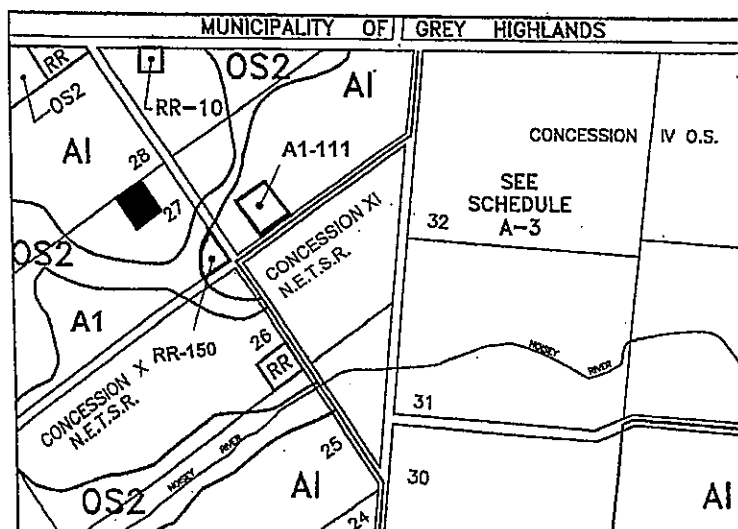 MUNICIPALITY OF GREY HIGHLANDS
RR
OS2
OS2
RR-10
AI
AI
28
27
A1-111
CONCESSION IV O.S.
SEE
SCHEDULE
A-3
32
OS2
CONCESSION XI
N.E.T.S.R.
A1
RR-150
26
RR
CONCESSION X
N.E.T.S.R.
NOISY RIVER
31
25
NOISY RIVER
OS2
AI
24
30
AI